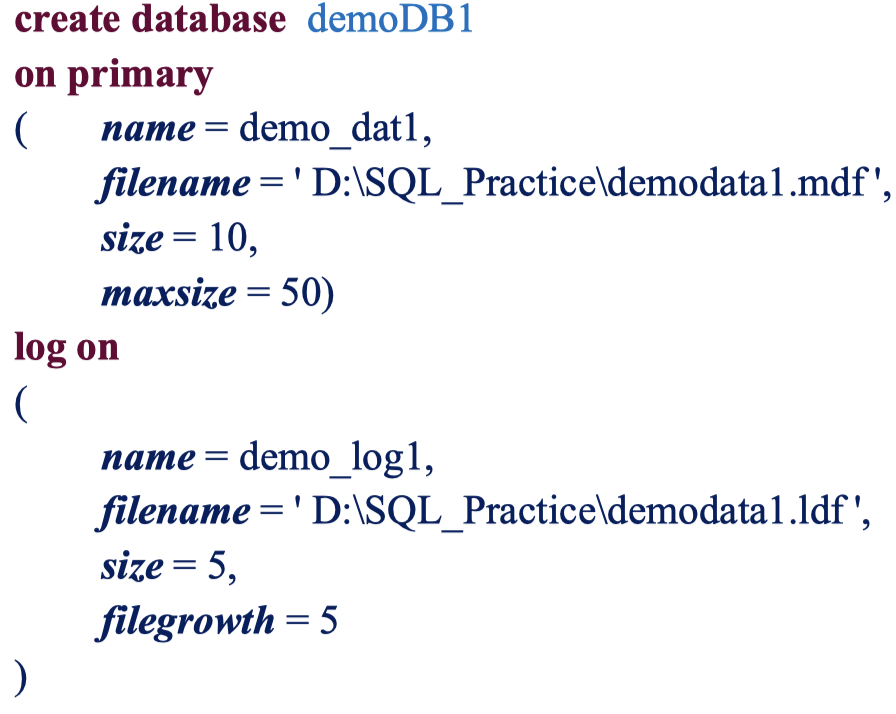 create database demoDB1
on primary
( name = demo_dat1,
filename = ' D:\SQL_Practice\demodata1.mdf ',
size = 10,
maxsize = 50)
log on
(
name = demo_log1,
filename = ' D:\SQL_Practice\demodata1.ldf ',
size = 5,
filegrowth = 5
)